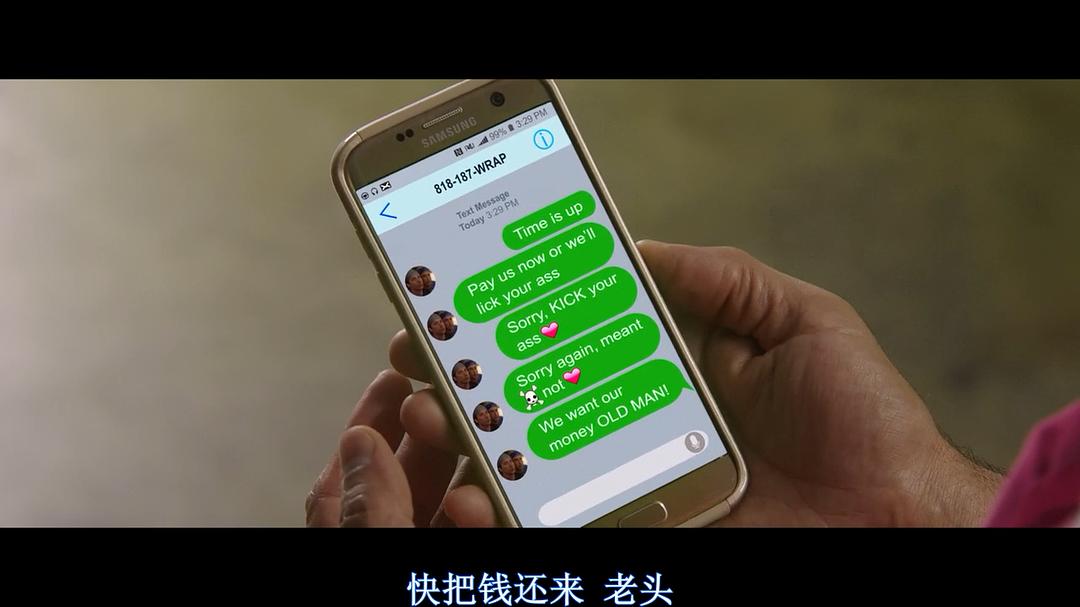 SAMSUNG
99% 3:29 PM
818-187-WRAP
Text Message
Today 3:29 PM
Time is up
Pay us now or we'll
lick your ass
Sorry, KICK your
ass💗
Sorry again, meant
☠not💗
We want our
money OLD MAN!
快把钱还来 老头